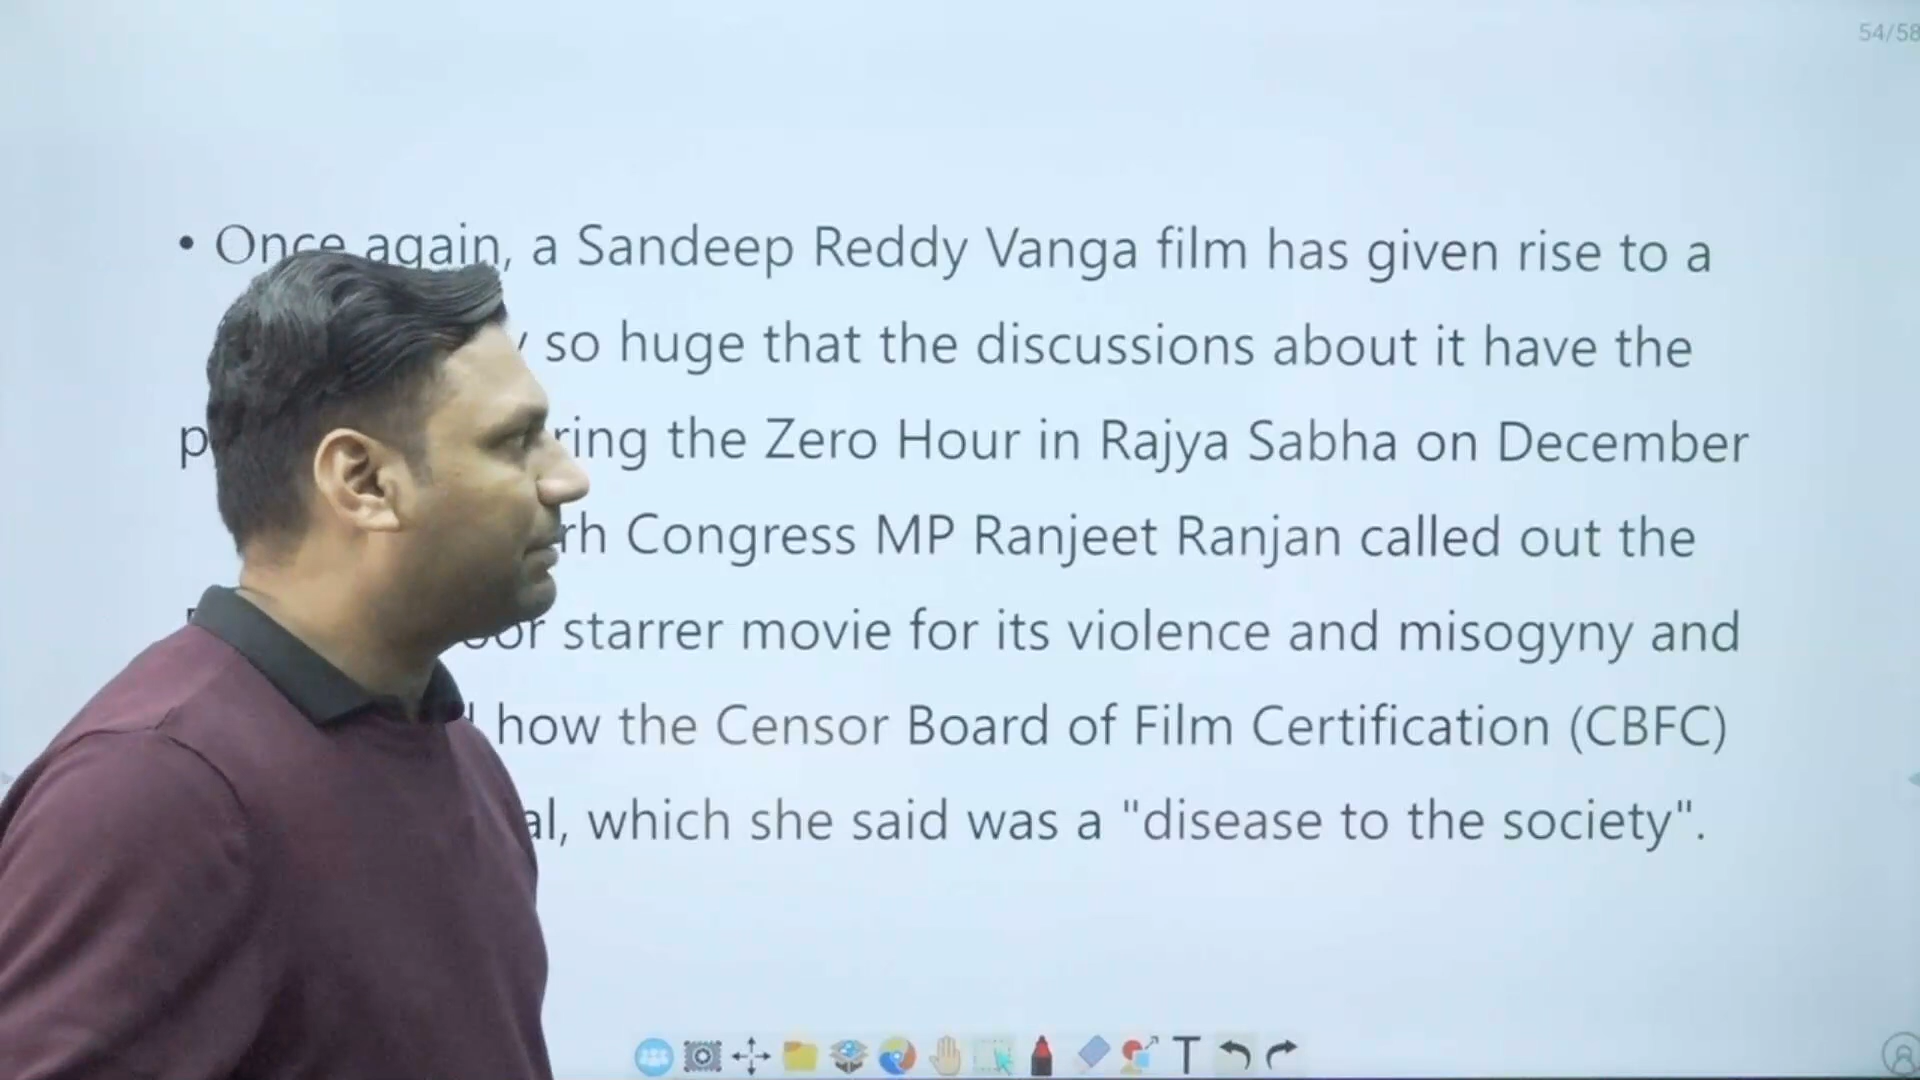 54/58
• Once again, a Sandeep Reddy Vanga film has given rise to a
so huge that the discussions about it have the
the Zero Hour in Rajya Sabha on December
Congress MP Ranjeet Ranjan called out the
starrer movie for its violence and misogyny and
how the Censor Board of Film Certification (CBFC)
which she said was a "disease to the society".
T